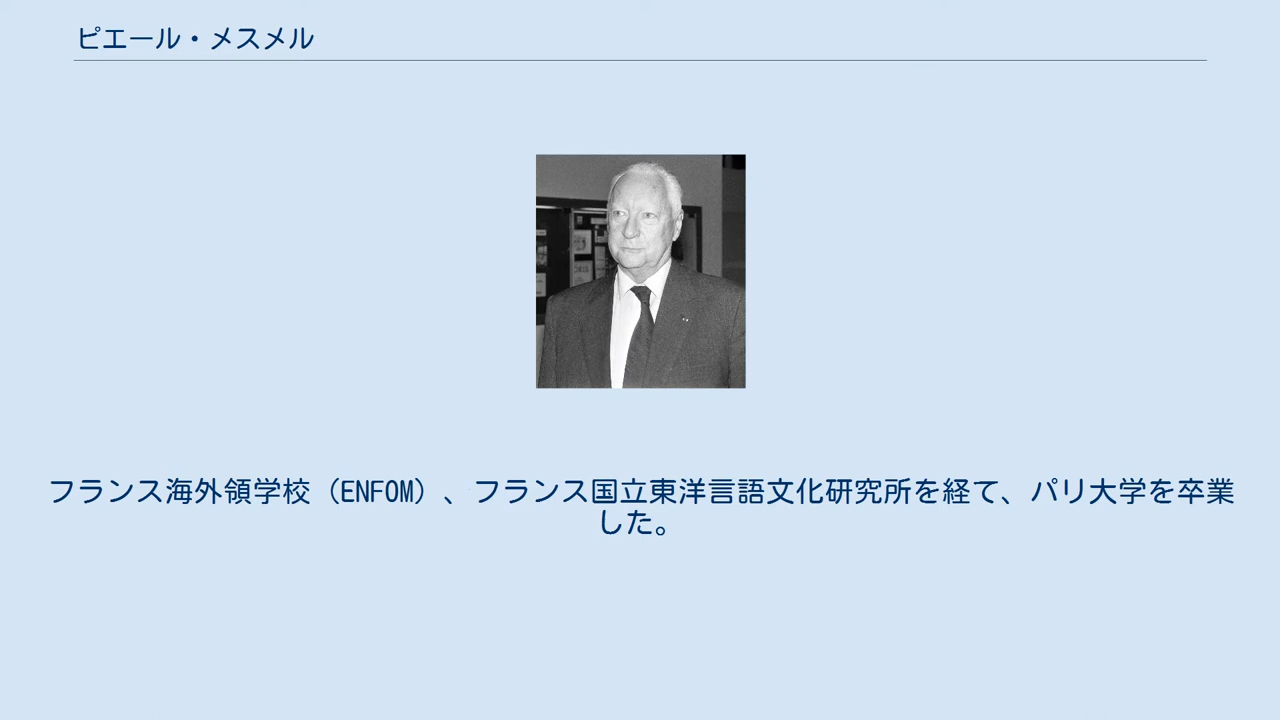 ピエール・メスメル
フランス海外領学校（ENFOM）、フランス国立東洋言語文化研究所を経て、パリ大学を卒業
した。